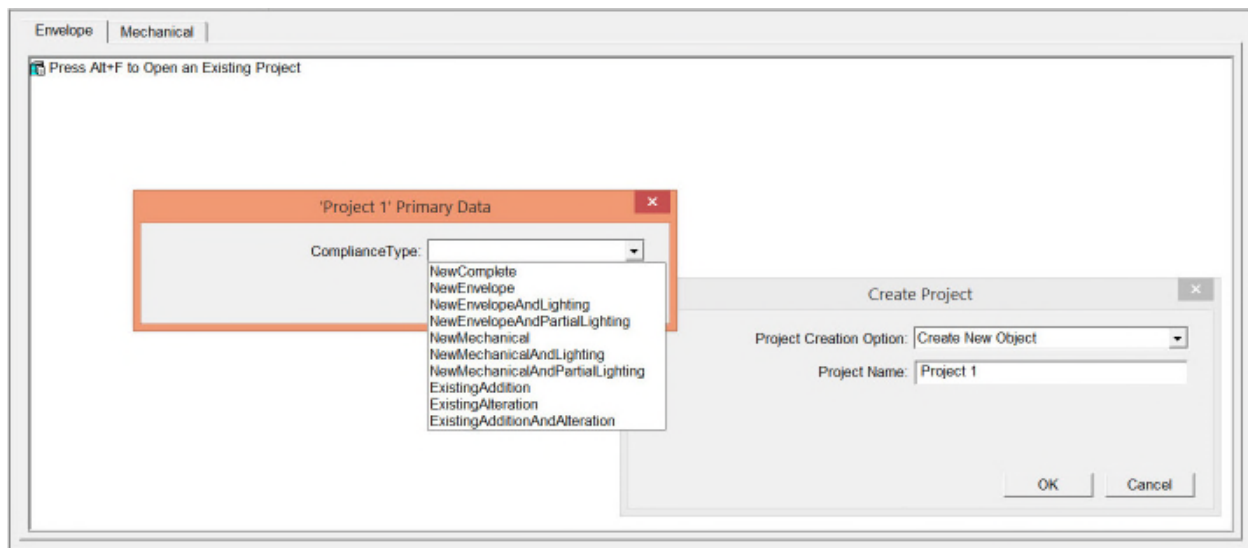 Envelope
Mechanical
Press Alt+F to Open an Existing Project
'Project 1' Primary Data
ComplianceType:
NewComplete
NewEnvelope
NewEnvelopeAndLighting
NewEnvelopeAndPartialLighting
NewMechanical
NewMechanicalAndLighting
NewMechanicalAndPartialLighting
ExistingAddition
ExistingAlteration
ExistingAdditionAndAlteration
Create Project
Project Creation Option: Create New Object
Project Name: Project 1
OK
Cancel